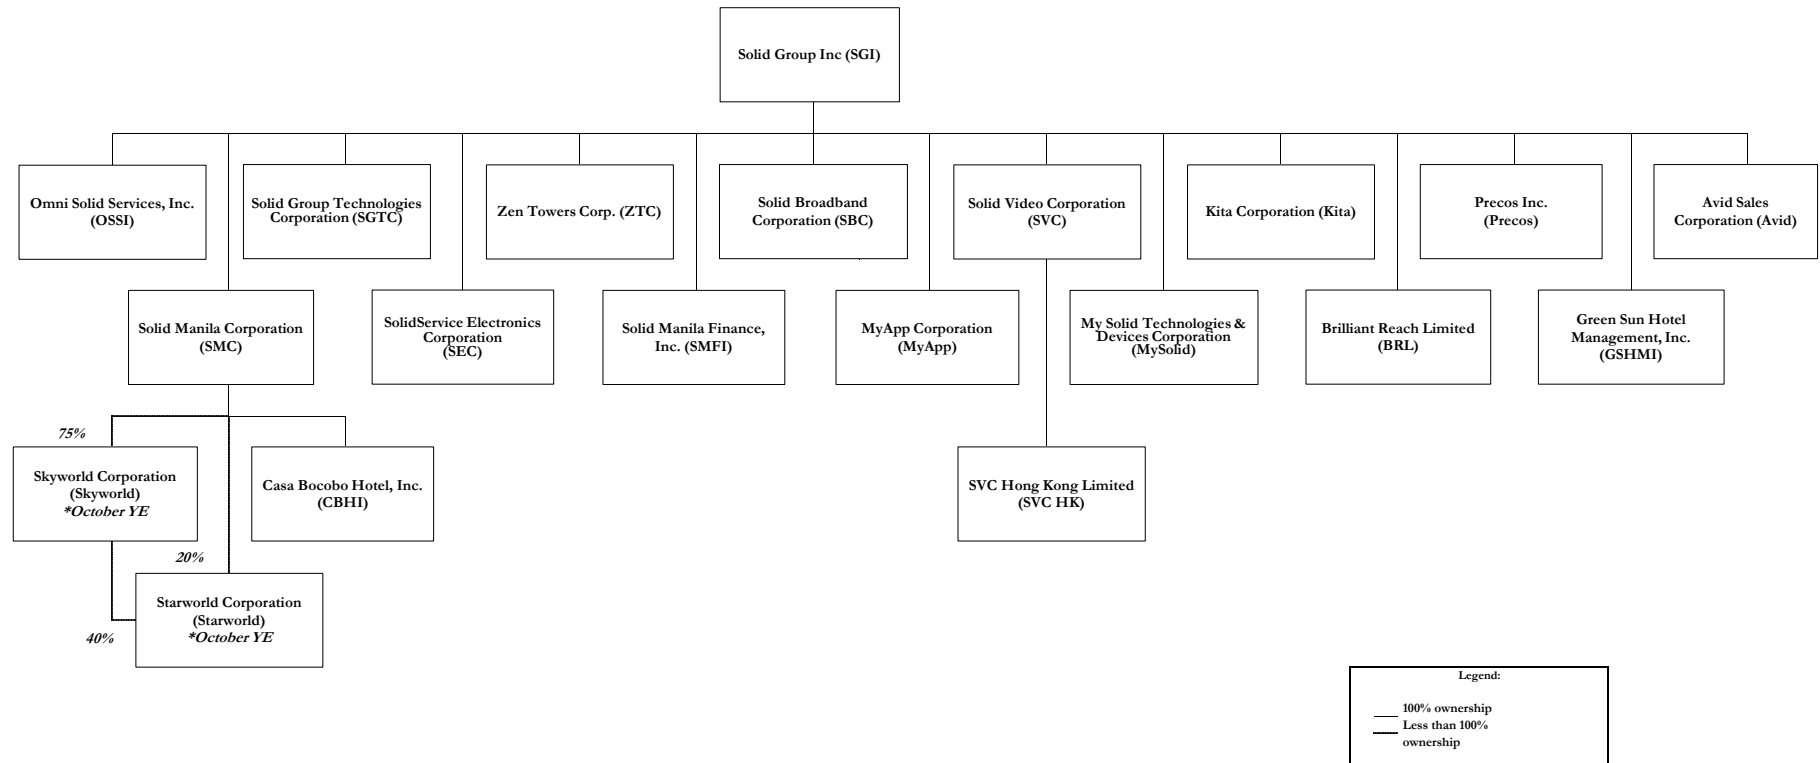 Solid Group Inc (SGI)
Omni Solid Services, Inc.
(OSSI)
Solid Group Technologies
Corporation (SGTC)
Zen Towers Corp. (ZTC)
Solid Broadband
Corporation (SBC)
Solid Video Corporation
(SVC)
Kita Corporation (Kita)
Precos Inc.
(Precos)
Avid Sales
Corporation (Avid)
Solid Manila Corporation
(SMC)
SolidService Electronics
Corporation
(SEC)
Solid Manila Finance,
Inc. (SMFI)
MyApp Corporation
(MyApp)
My Solid Technologies &
Devices Corporation
(MySolid)
Brilliant Reach Limited
(BRL)
Green Sun Hotel
Management, Inc.
(GSHMI)
75%
Skyworld Corporation
(Skyworld)
*October YE
Casa Bocobo Hotel, Inc.
(CBHI)
SVC Hong Kong Limited
(SVC HK)
20%
Starworld Corporation
(Starworld)
*October YE
40%
Legend:
100% ownership
Less than 100%
ownership